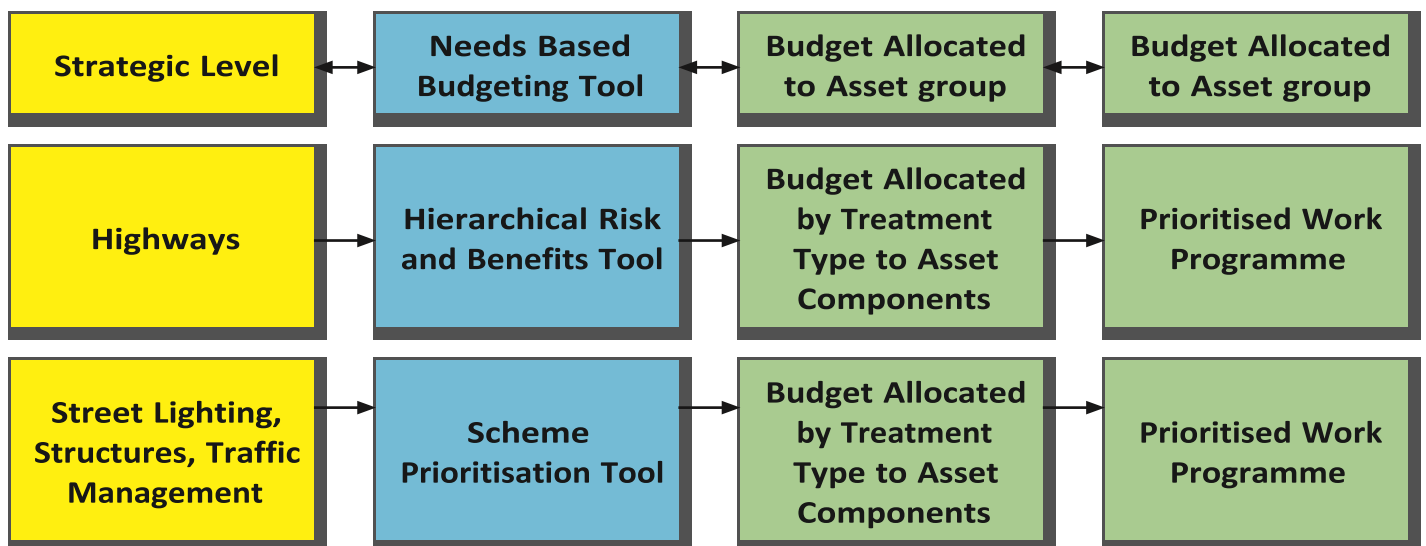 Strategic Level
Needs Based
Budgeting Tool
Budget Allocated
to Asset group
Budget Allocated
to Asset group
Highways
Hierarchical Risk
and Benefits Tool
Budget Allocated
by Treatment
Type to Asset
Components
Prioritised Work
Programme
Street Lighting,
Structures, Traffic
Management
Scheme
Prioritisation Tool
Budget Allocated
by Treatment
Type to Asset
Components
Prioritised Work
Programme